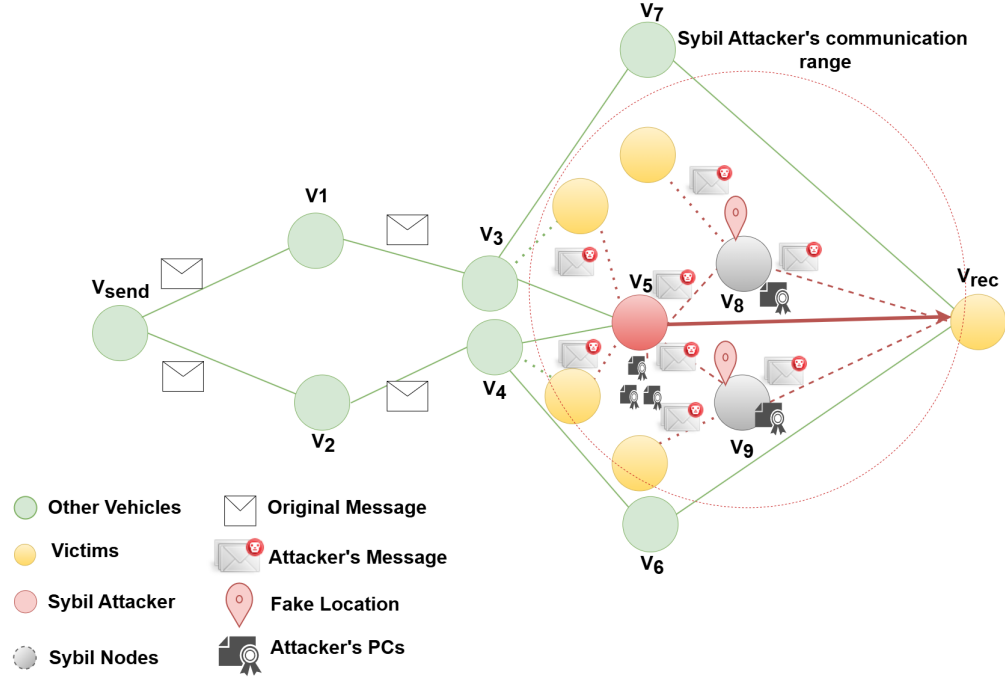 V7
Sybil Attacker's communication
range
V1
V3
Vsend
V5
V8
Vrec
V4
V2
V9
V6
Other Vehicles
Original Message
Victims
Attacker's Message
Sybil Attacker
Fake Location
Sybil Nodes
Attacker's PCs